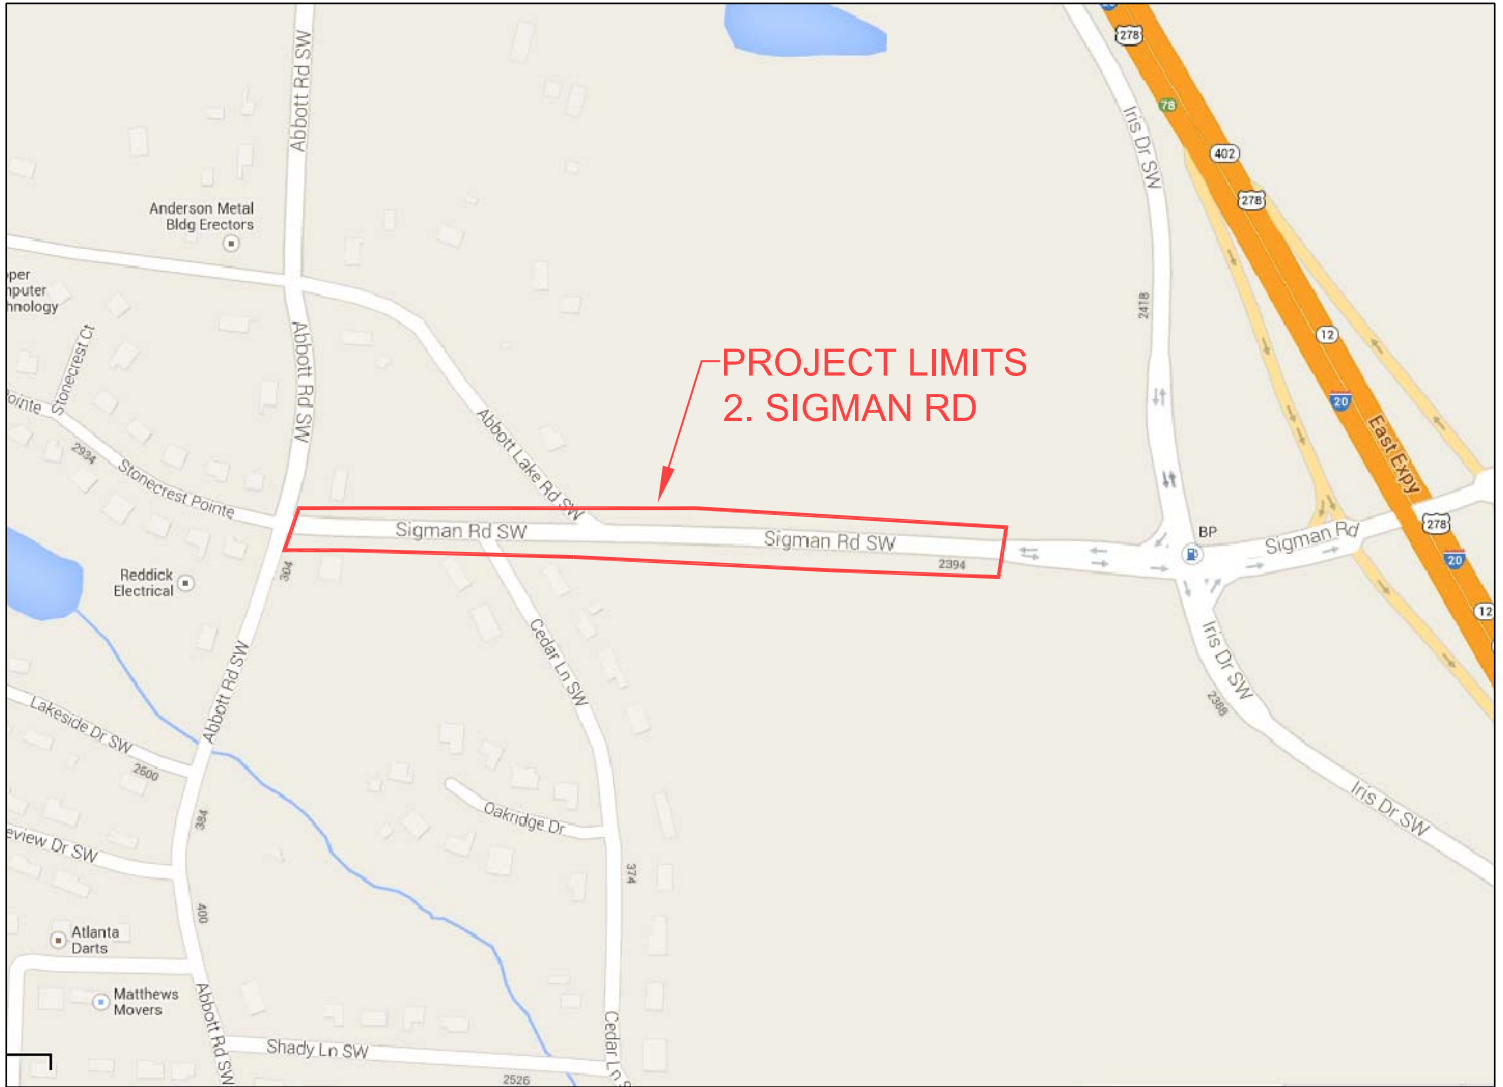 278
Abbott Rd SW
Iris Dr SW
78
402
278
Anderson Metal
Bldg Erectors
Stonecrest Ct
Abbott Rd SW
2418
12
PROJECT LIMITS
2. SIGMAN RD
20
East Expy
Abbott Lake Rd SW
2934
Stonecrest Pointe
Sigman Rd SW
Sigman Rd SW
2394
BP
Sigman Rd
278
20
12
Reddick
Electrical
304
Cedar Ln SW
Iris Dr SW
2388
Abbott Rd SW
Lakeside Dr SW
2600
Iris Dr SW
Oakridge Dr
384
374
400
Atlanta
Darts
Matthews
Movers
Abbott Rd SW
Shady Ln SW
2526
Cedar Ln